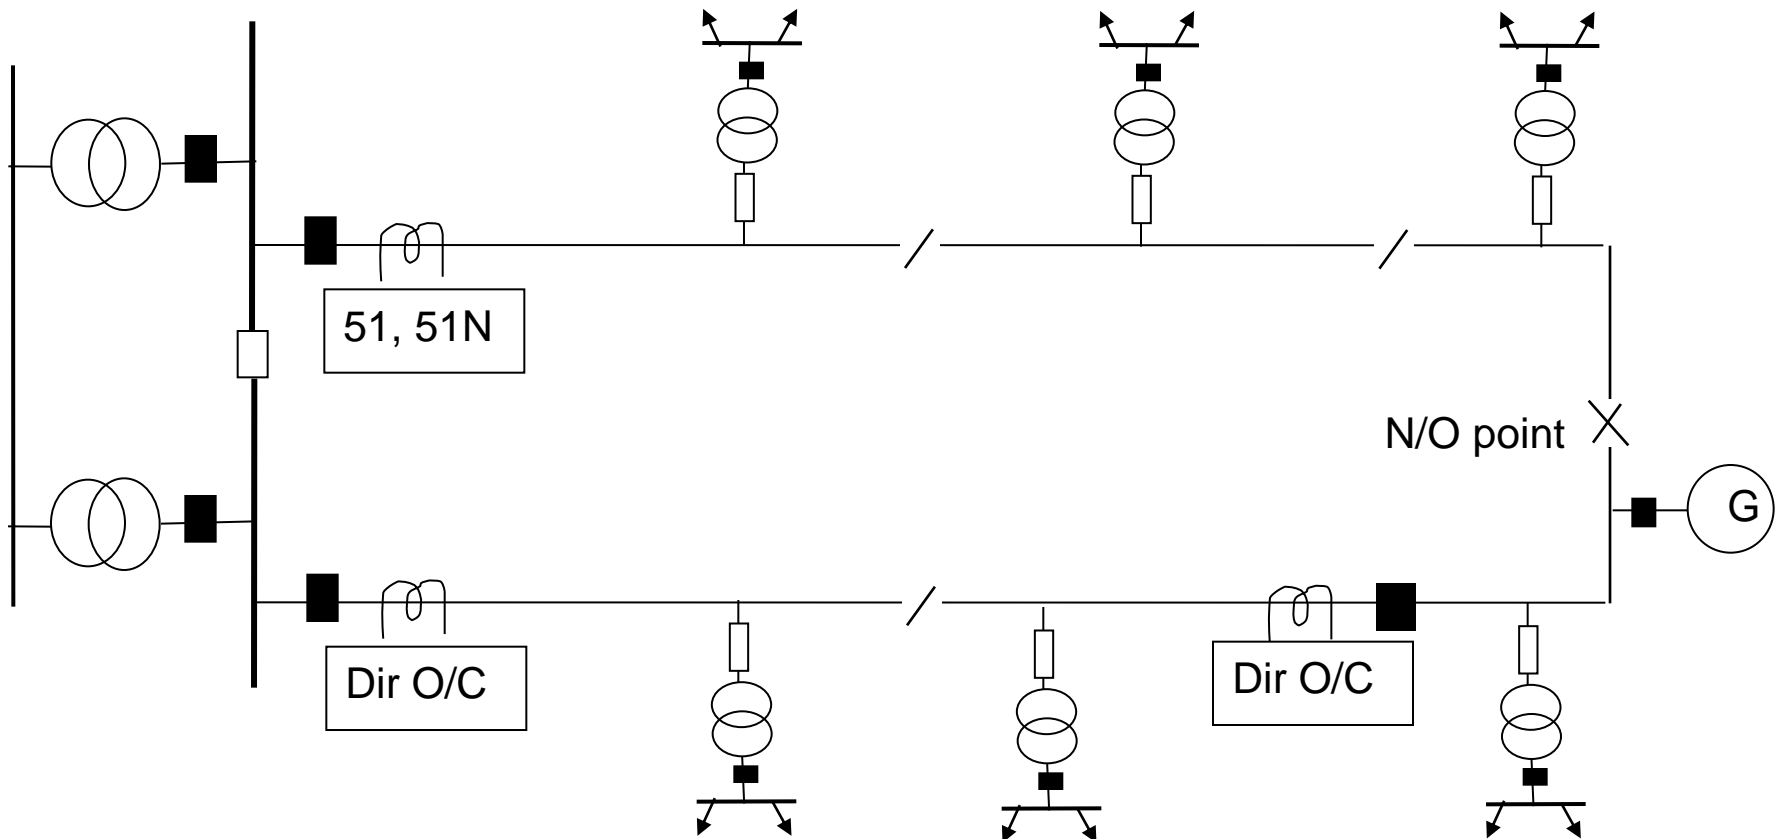 51, 51N
N/O point
G
Dir O/C
Dir O/C